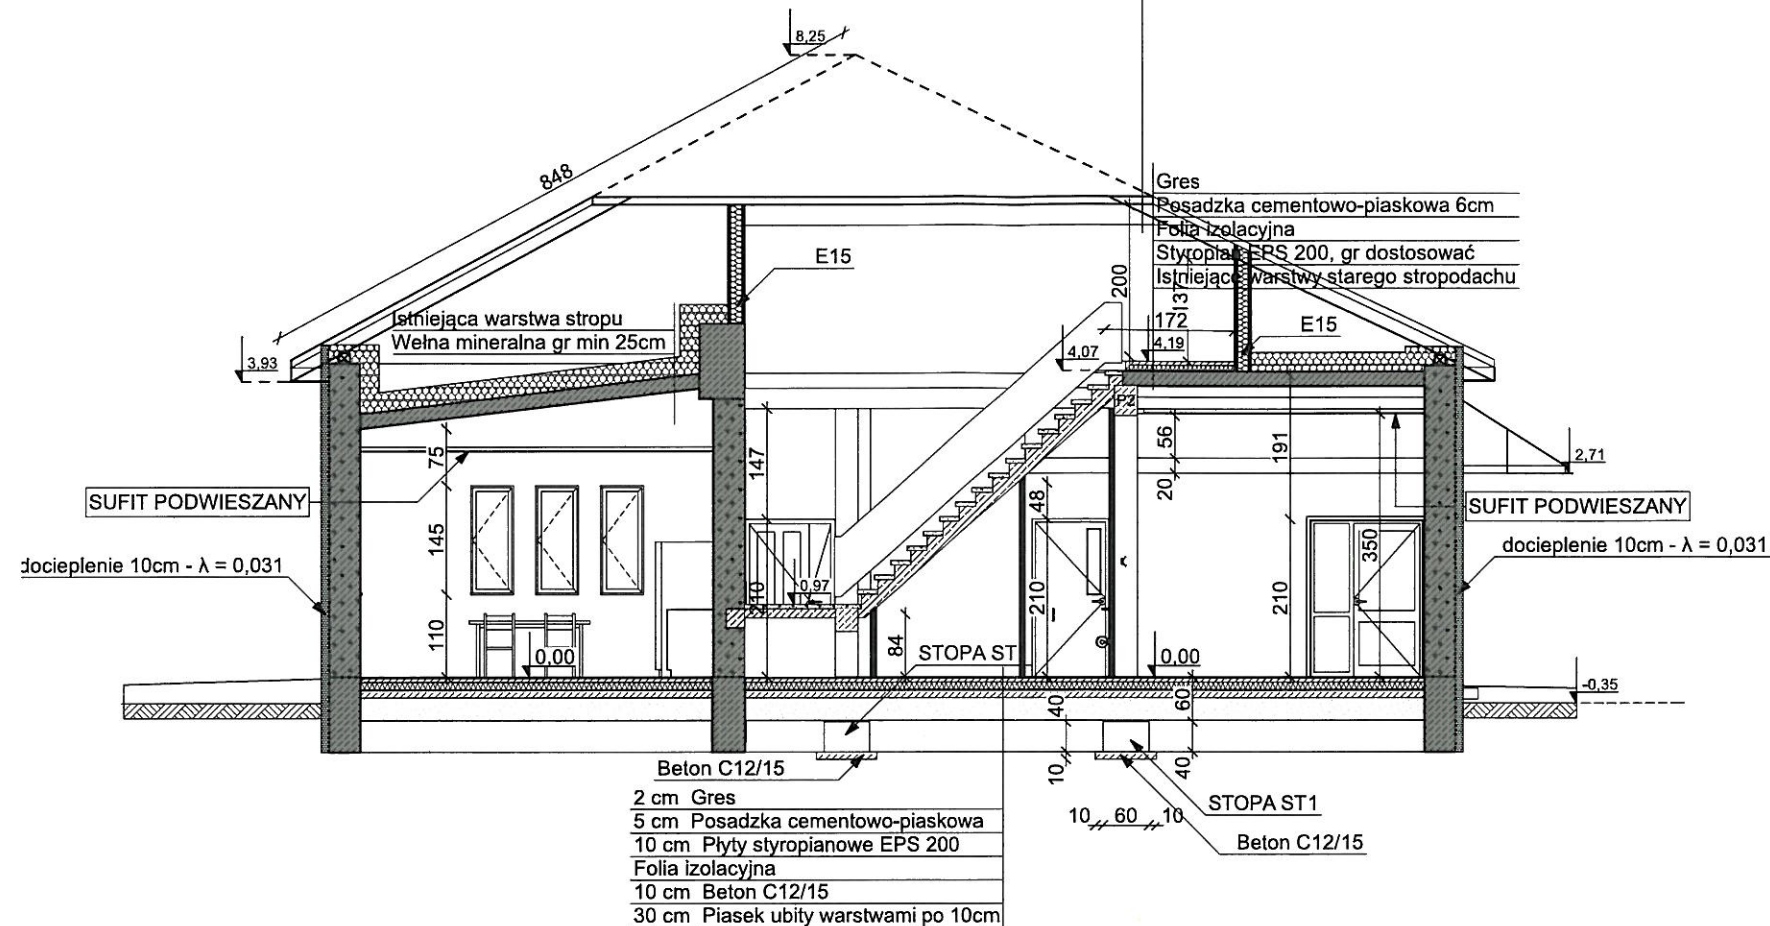 8,25
848
Gres
Posadzka cementowo-piaskowa 6cm
Folia izolacyjna
Styropian EPS 200, gr dostosować
Istniejące warstwy starego stropodachu
E15
200
137
172
E15
Istniejąca warstwa stropu
Wełna mineralna gr min 25cm
3,93
4,07
4,19
PZ
75
147
56
191
20
2,71
SUFIT PODWIESZANY
SUFIT PODWIESZANY
48
145
350
docieplenie 10cm - λ = 0,031
docieplenie 10cm - λ = 0,031
0,97
210
210
210
110
84
STOPA ST
0,00
0,00
-0,35
40
60
10
40
Beton C12/15
STOPA ST1
10 60 10
Beton C12/15
2 cm Gres
5 cm Posadzka cementowo-piaskowa
10 cm Płyty styropianowe EPS 200
Folia izolacyjna
10 cm Beton C12/15
30 cm Piasek ubity warstwami po 10cm